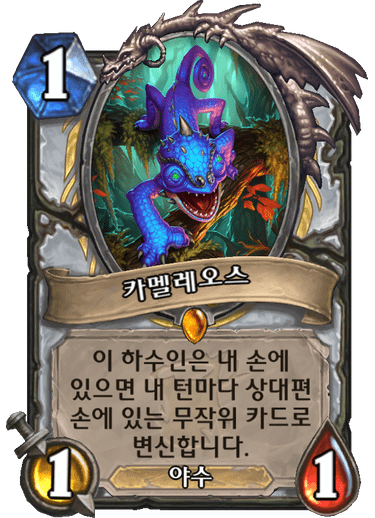 1
카멜레오스
이 하수인은 내 손에
있으면 내 턴마다 상대편
손에 있는 무작위 카드로
변신합니다.
야수
1 1